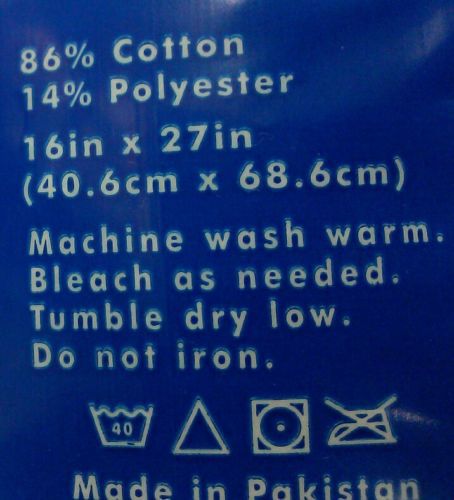 86% Cotton
14% Polyester
16in x 27in
(40.6cm x 68.6cm)
Machine wash warm.
Bleach as needed.
Tumble dry low.
Do not iron.
40
Made in Pakistan